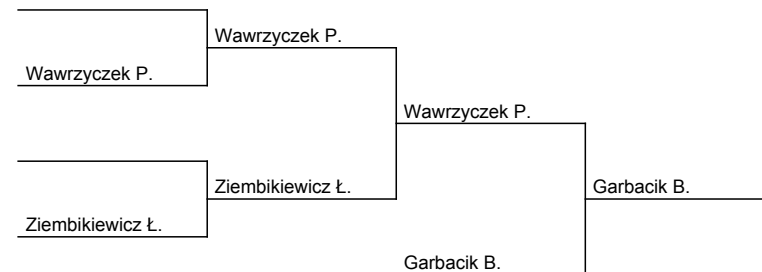 Wawrzyczek P.
Wawrzyczek P.
Wawrzyczek P.
Ziembikiewicz Ł.
Garbacik B.
Ziembikiewicz Ł.
Garbacik B.